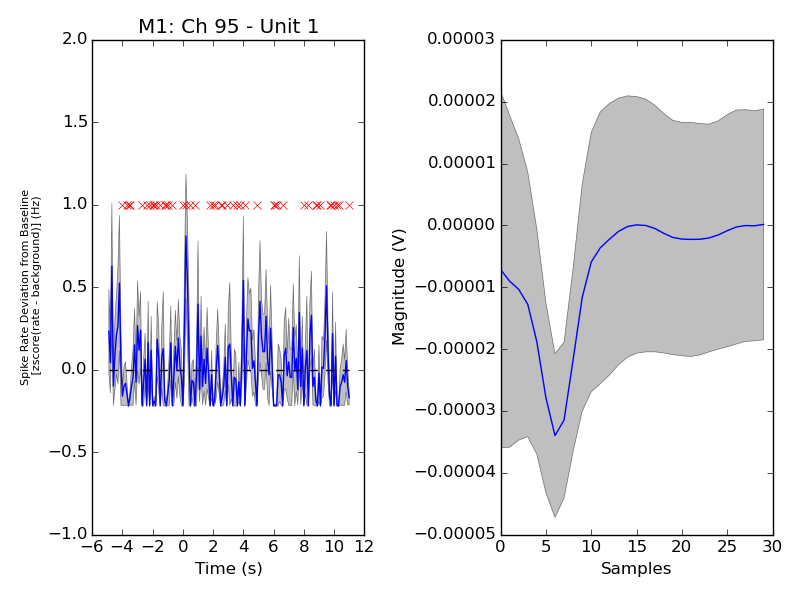 M1: Ch 95 - Unit 1
2.0
1.5
1.0
0.5
0.0
−0.5
−1.0
−6 −4 −2 0 2 4 6 8 10 12
Time (s)
Spike Rate Deviation from Baseline
[zscore(rate - background)] (Hz)
0.00003
0.00002
0.00001
0.00000
−0.00001
−0.00002
−0.00003
−0.00004
−0.00005
0 5 10 15 20 25 30
Samples
Magnitude (V)